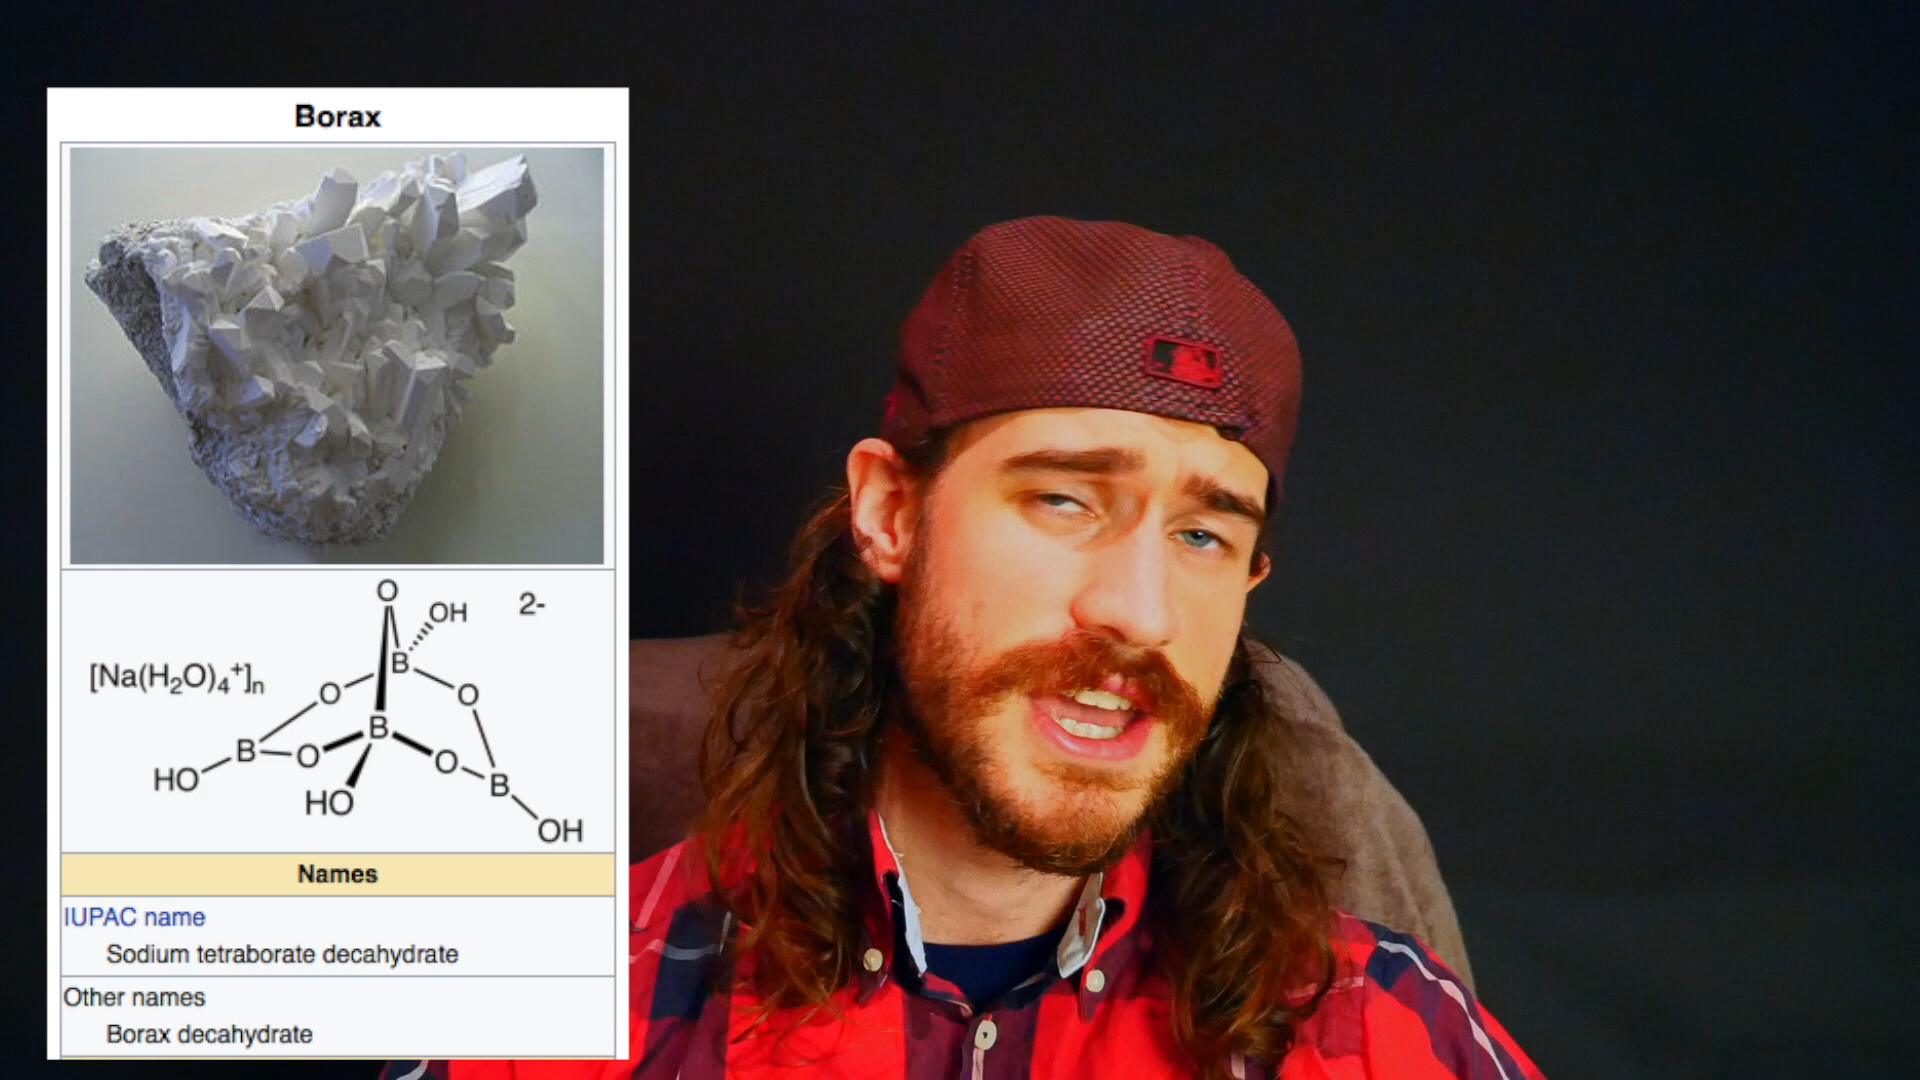 Borax
O
OH
2-
B
[Na(H₂O)₄⁺]n
O
O
B
B
O
O
B
HO
HO
OH
Names
IUPAC name
Sodium tetraborate decahydrate
Other names
Borax decahydrate